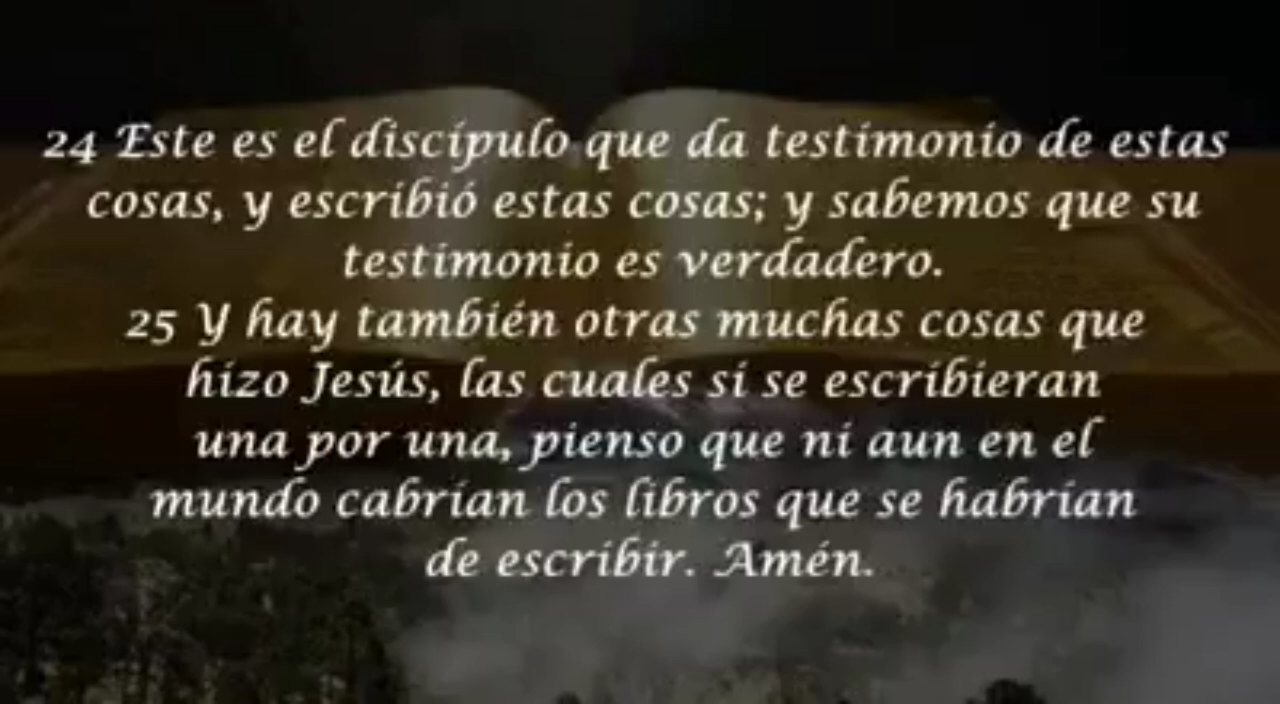 24 Este es el discípulo que da testimonio de estas
cosas, y escribió estas cosas; y sabemos que su
testimonio es verdadero.
25 Y hay también otras muchas cosas que
hizo Jesús, las cuales si se escribieran
una por una, pienso que ni aun en el
mundo cabrían los libros que se habrían
de escribir. Amén.